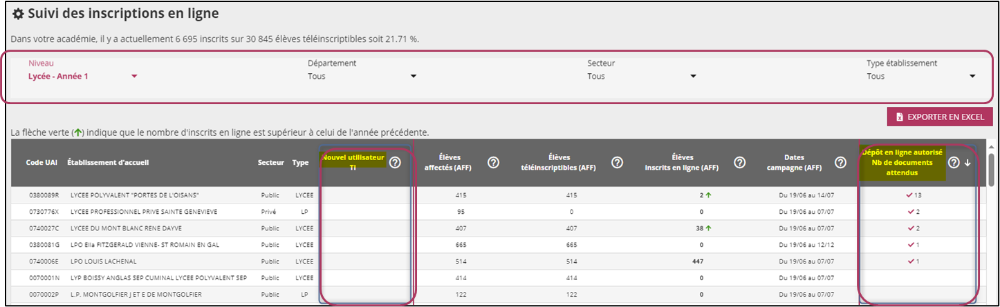 Suivi des inscriptions en ligne
Dans votre académie, il y a actuellement 6 695 inscrits sur 30 845 élèves téléinscriptibles soit 21.71 %.
Niveau Département Secteur Type établissement
Lycée - Année 1 Tous Tous Tous
EXPORTER EN EXCEL
La flèche verte (↑) indique que le nombre d'inscrits en ligne est supérieur à celui de l'année précédente.
Code UAI Établissement d'accueil Secteur Type Nouvel utilisateur TI ? Élèves affectés (AFF) ? Élèves téléinscriptibles (AFF) ? Élèves inscrits en ligne (AFF) ? Dates campagne (AFF) ? Dépôt en ligne autorisé Nb de documents attendus ? ↓
0380089R LYCEE POLYVALENT "PORTES DE L'OISANS" Public LYCEE 415 415 2 ↑ Du 19/06 au 14/07 ✓ 13
0730776X LYCEE PROFESSIONNEL PRIVE SAINTE GENEVIEVE Privé LP 95 0 0 Du 19/06 au 07/07 ✓ 2
0740027C LYCEE DU MONT BLANC RENE DAYVE Public LYCEE 407 407 38 ↑ Du 19/06 au 07/07 ✓ 2
0380081G LPO Ella FITZGERALD VIENNE- ST ROMAIN EN GAL Public LYCEE 665 665 0 Du 19/06 au 12/12 ✓ 1
0740006E LPO LOUIS LACHENAL Public LYCEE 514 514 447 Du 19/06 au 07/07 ✓ 1
0070001N LYP BOISSY ANGLAS SEP CUMINAL LYCEE POLYVALENT SEP Public LYCEE 414 414 0 Du 19/06 au 07/07
0070002P L.P. MONTGOLFIER J ET E DE MONTGOLFIER Public LP 122 122 0 Du 19/06 au 07/07